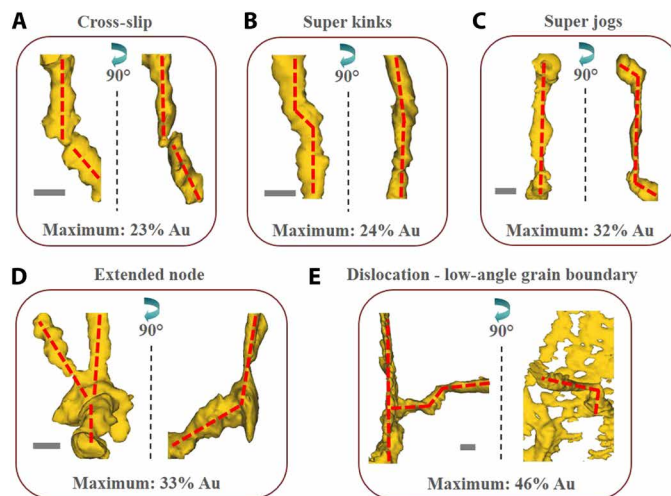 A Cross-slip
90°
Maximum: 23% Au
B Super kinks
90°
Maximum: 24% Au
C Super jogs
90°
Maximum: 32% Au
D Extended node
90°
Maximum: 33% Au
E Dislocation - low-angle grain boundary
90°
Maximum: 46% Au